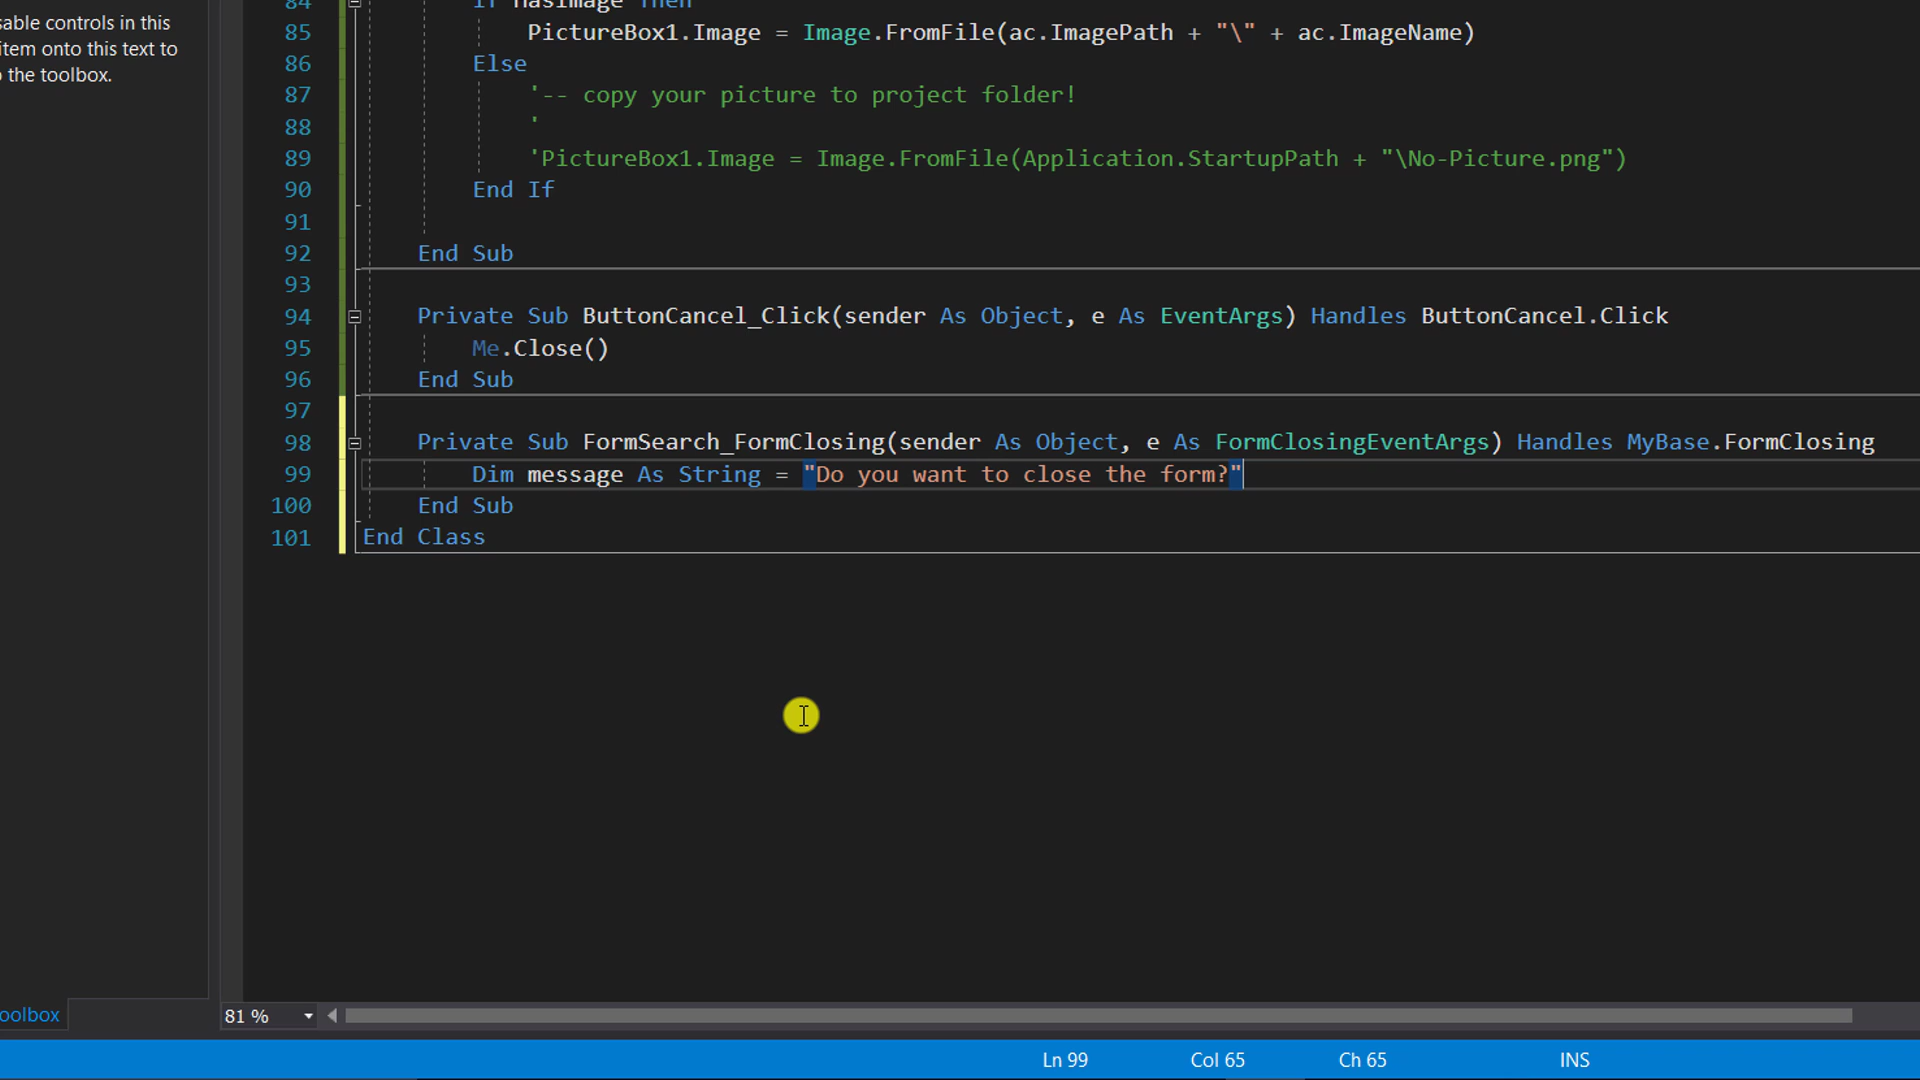 sable controls in this
item onto this text to
the toolbox.
84 If HasImage Then
85 PictureBox1.Image = Image.FromFile(ac.ImagePath + "\" + ac.ImageName)
86 Else
87 '-- copy your picture to project folder!
88 '
89 'PictureBox1.Image = Image.FromFile(Application.StartupPath + "\No-Picture.png")
90 End If
91
92 End Sub
93
94 Private Sub ButtonCancel_Click(sender As Object, e As EventArgs) Handles ButtonCancel.Click
95 Me.Close()
96 End Sub
97
98 Private Sub FormSearch_FormClosing(sender As Object, e As FormClosingEventArgs) Handles MyBase.FormClosing
99 Dim message As String = "Do you want to close the form?"
100 End Sub
101 End Class
oolbox
81 %
Ln 99 Col 65 Ch 65 INS